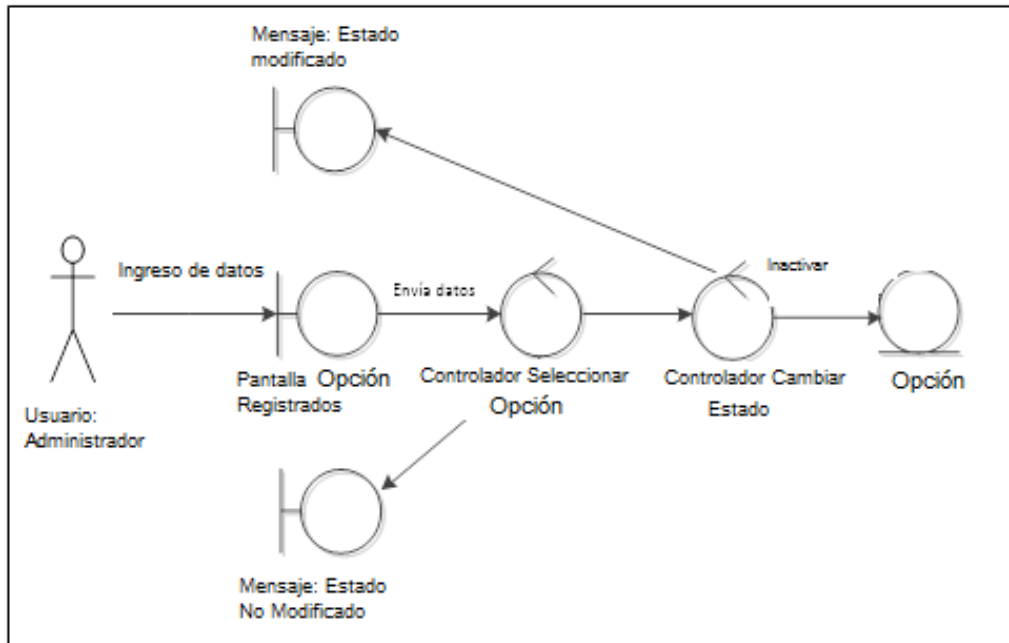 Mensaje: Estado
modificado
Ingreso de datos
Envía datos
Inactivar
Usuario:
Administrador
Pantalla Opción
Registrados
Controlador Seleccionar
Opción
Controlador Cambiar
Estado
Opción
Mensaje: Estado
No Modificado